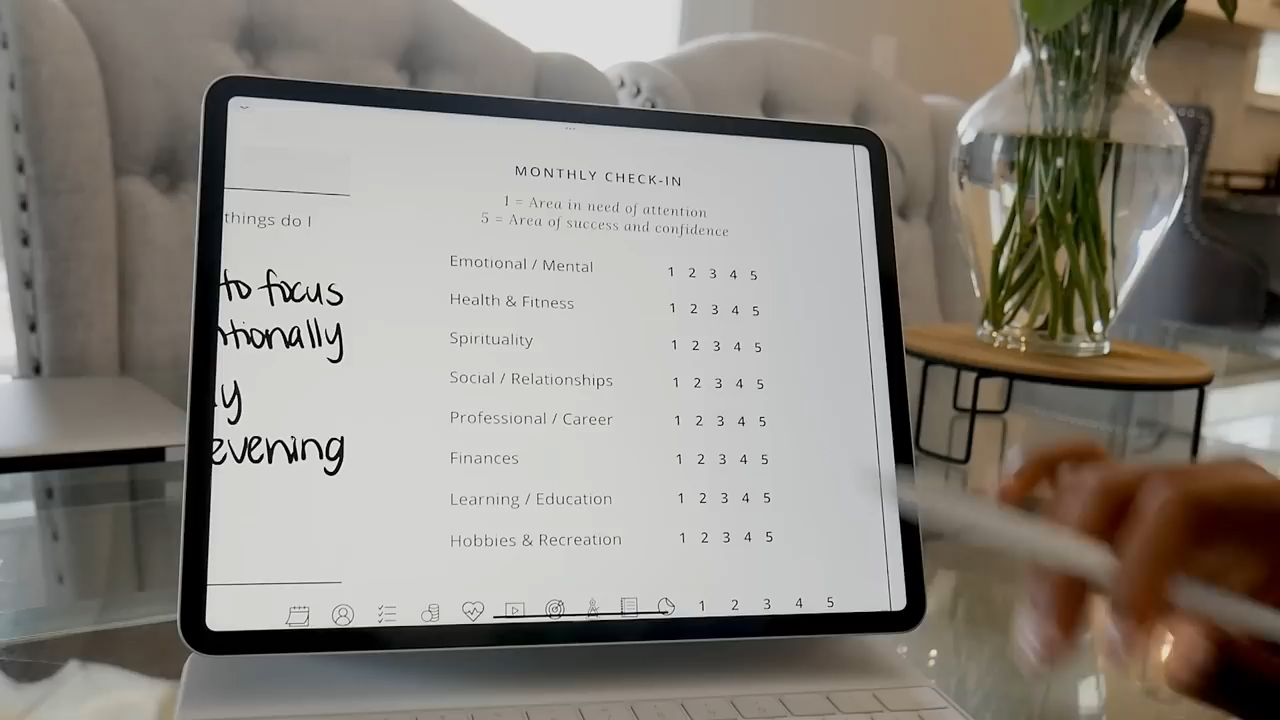 things do I
to focus
ntionally
y
evening
MONTHLY CHECK-IN
1 = Area in need of attention
5 = Area of success and confidence
Emotional / Mental 1 2 3 4 5
Health & Fitness 1 2 3 4 5
Spirituality 1 2 3 4 5
Social / Relationships 1 2 3 4 5
Professional / Career 1 2 3 4 5
Finances 1 2 3 4 5
Learning / Education 1 2 3 4 5
Hobbies & Recreation 1 2 3 4 5
1 2 3 4 5